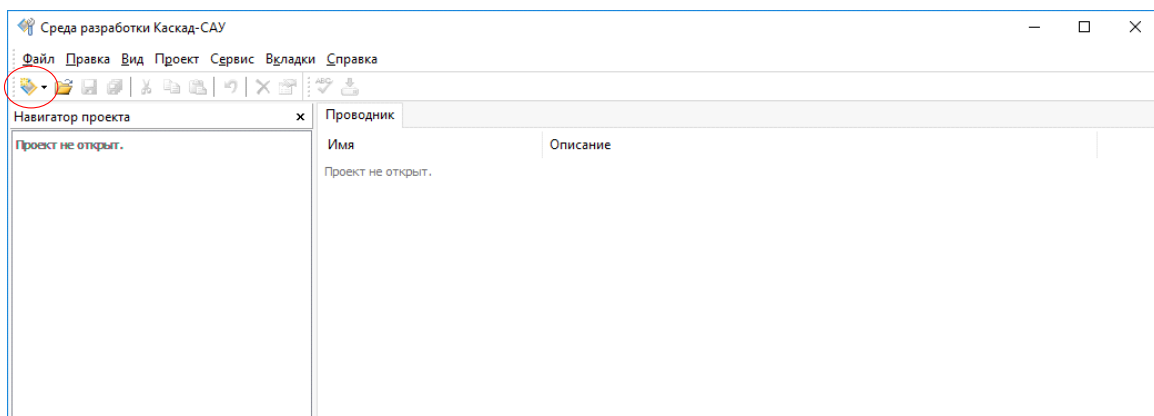 Среда разработки Каскад-САУ
Файл Правка Вид Проект Сервис Вкладки Справка
ABC
Навигатор проекта
Проводник
Проект не открыт.
Имя Описание
Проект не открыт.